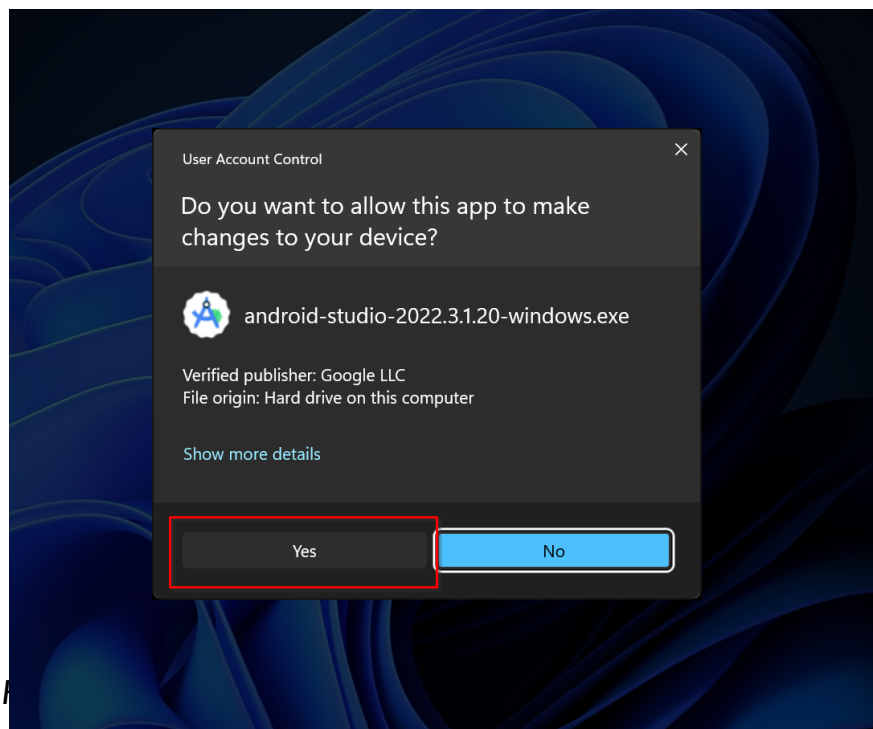 User Account Control
Do you want to allow this app to make
changes to your device?
android-studio-2022.3.1.20-windows.exe
Verified publisher: Google LLC
File origin: Hard drive on this computer
Show more details
Yes
No